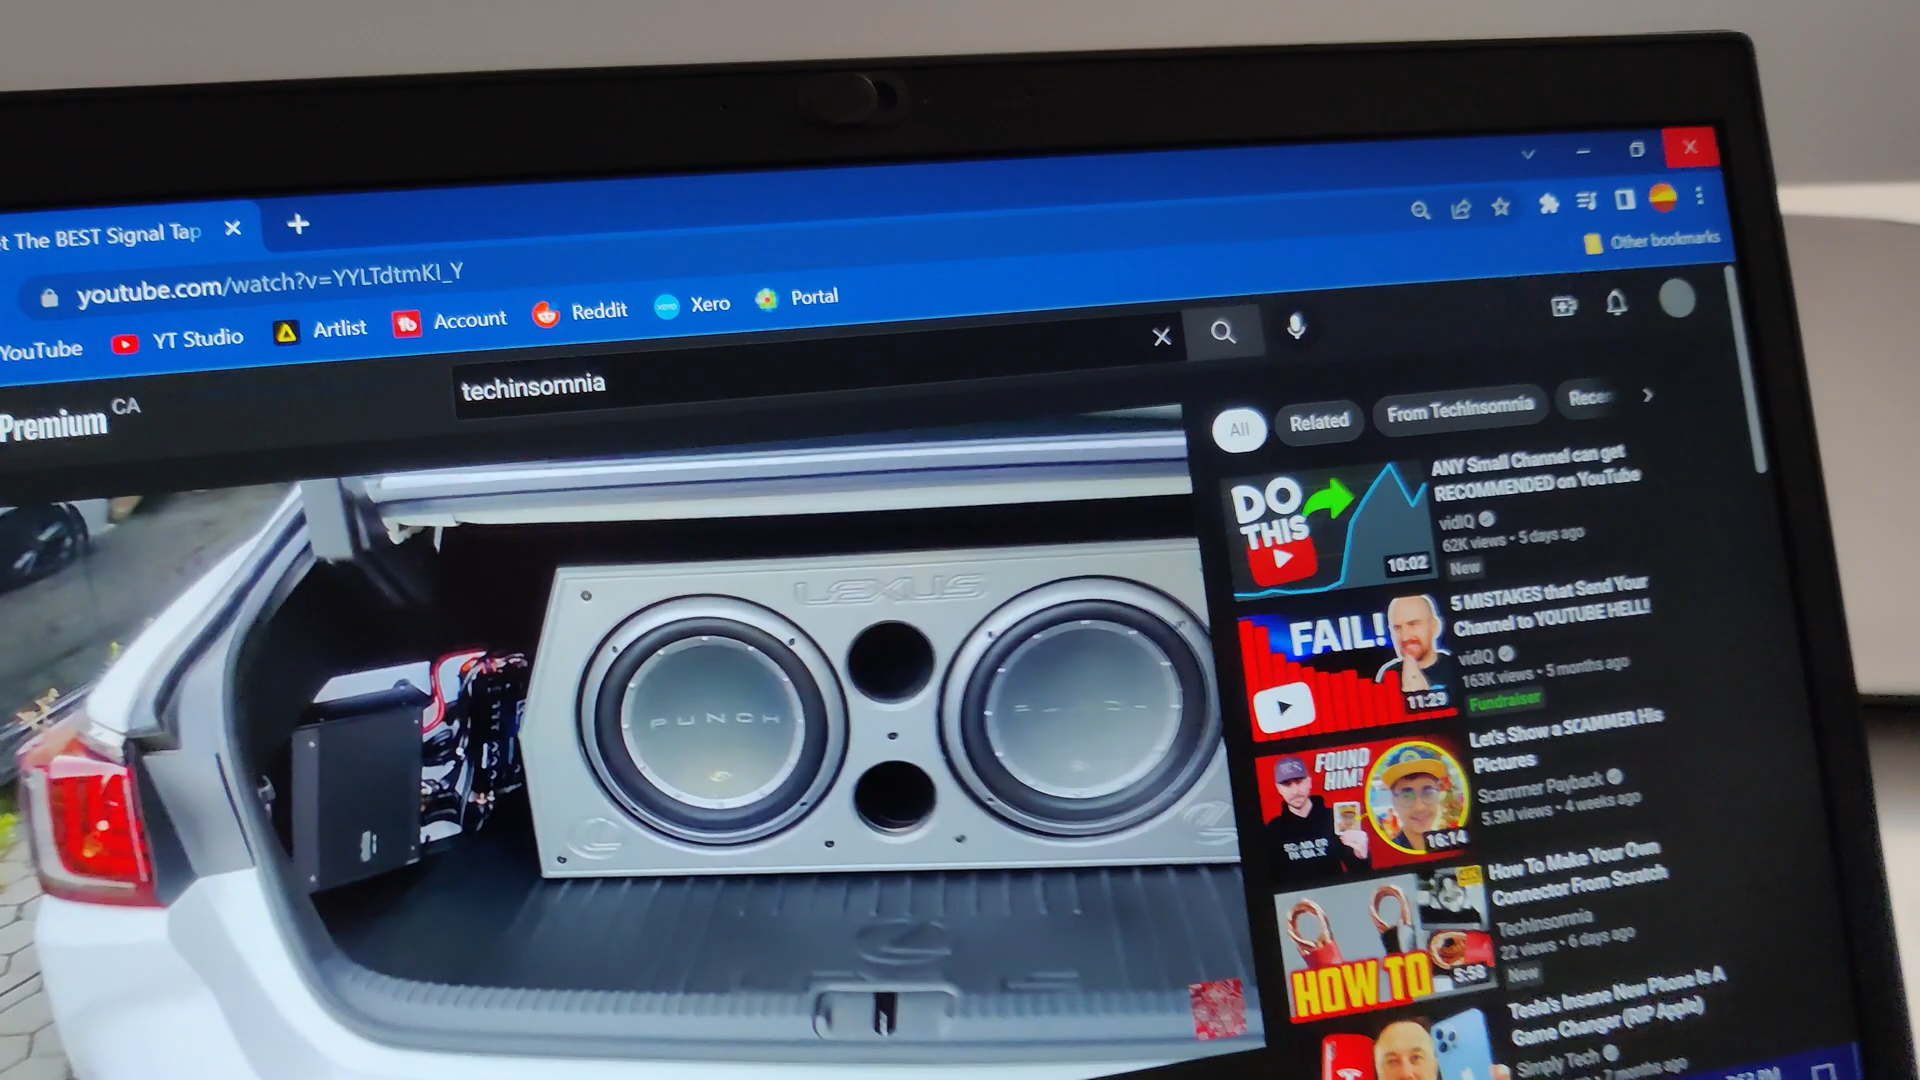 t The BEST Signal Tap
youtube.com/watch?v=YYLTdtmKI_Y
Other bookmarks
YouTube
YT Studio
Artlist
Account
Reddit
Xero
Portal
Premium CA
techinsomnia
All
Related
From TechInsomnia
Recen
LEXUS
PUNCH
DO
THIS
10:02
ANY Small Channel can get
RECOMMENDED on YouTube
vidIQ
62K views • 5 days ago
New
FAIL!
11:29
5 MISTAKES that Send Your
Channel to YOUTUBE HELL!
vidIQ
163K views • 5 months ago
Fundraiser
FOUND
HIM!
16:14
Let's Show a SCAMMER His
Pictures
Scammer Payback
5.5M views • 4 weeks ago
HOW TO
5:58
How To Make Your Own
Connector From Scratch
TechInsomnia
22 views • 6 days ago
New
Tesla's Insane New Phone Is A
Game Changer (RIP Apple)
Simply Tech
7 months ago